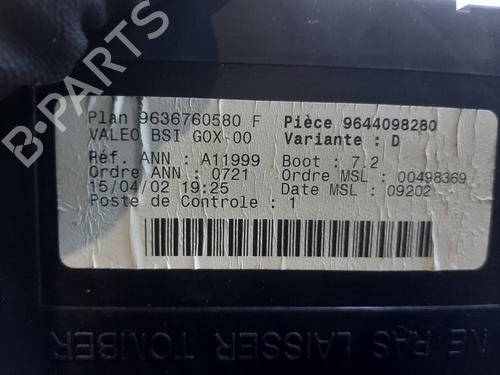 Plan 9636760580 F
Pièce 9644098280
VALEO BSI G0X-00
Variante : D
Réf. ANN : A11999
Boot : 7.2
Ordre ANN : 0721
Ordre MSL : 00498369
15/04/02 19:25
Date MSL : 09202
Poste de Controle : 1
NE PAS LAISSER TOMBER
B-PARTS